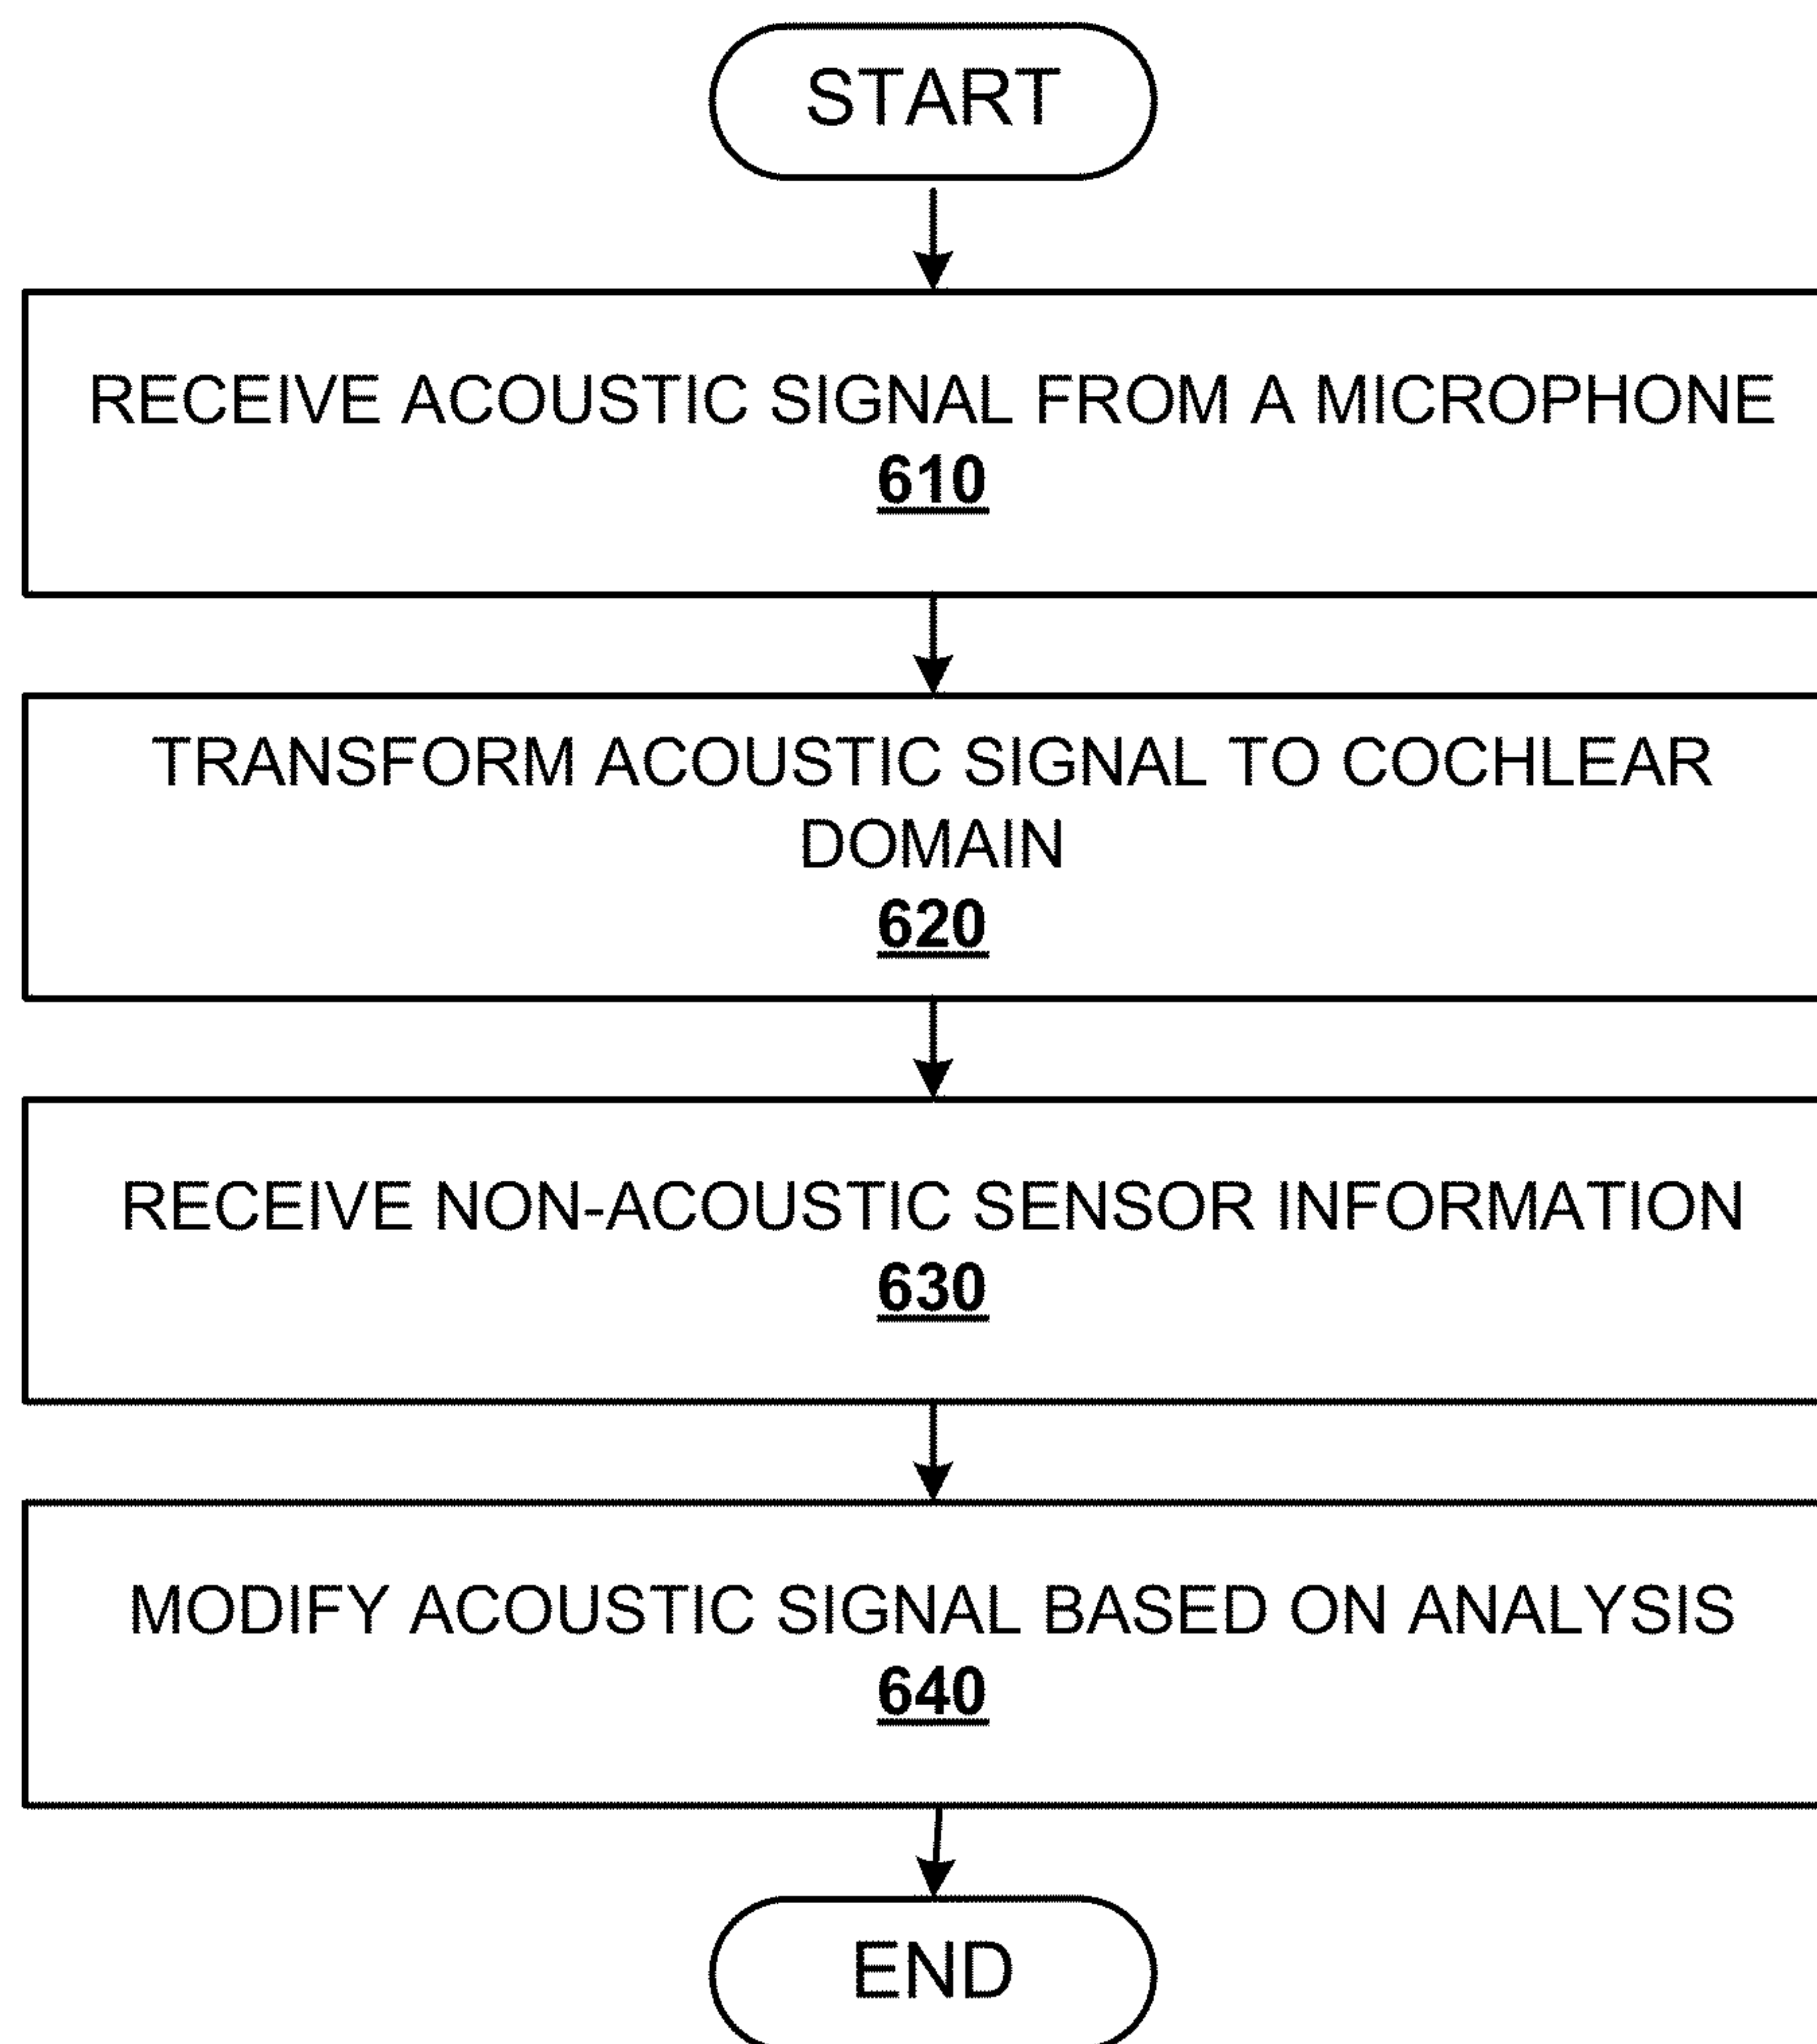 START
RECEIVE ACOUSTIC SIGNAL FROM A MICROPHONE
610
TRANSFORM ACOUSTIC SIGNAL TO COCHLEAR
DOMAIN
620
RECEIVE NON-ACOUSTIC SENSOR INFORMATION
630
MODIFY ACOUSTIC SIGNAL BASED ON ANALYSIS
640
END